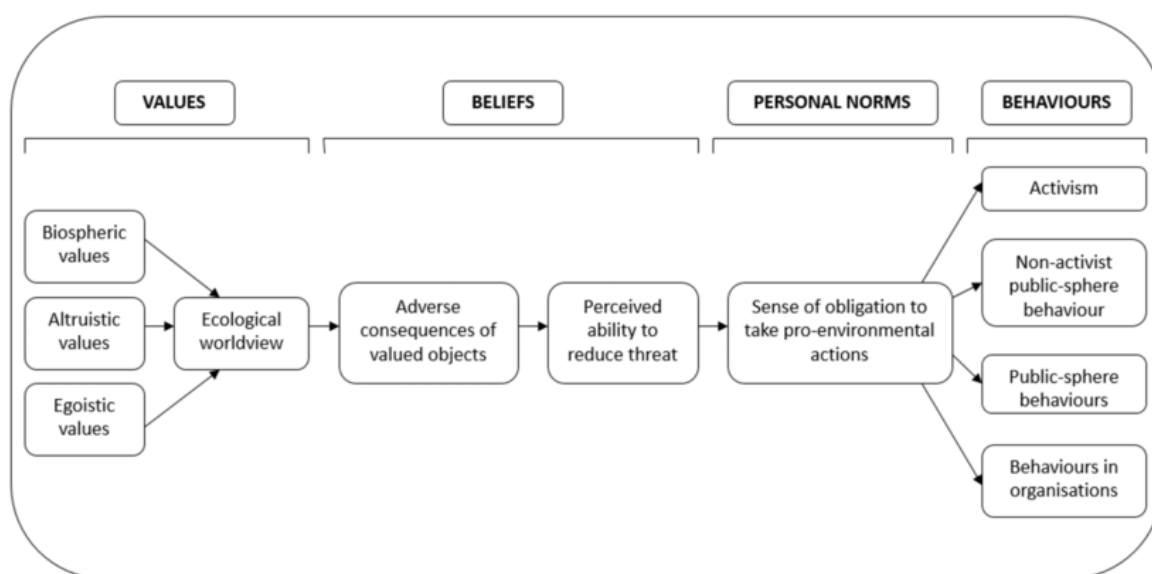 VALUES
BELIEFS
PERSONAL NORMS
BEHAVIOURS
Biospheric
values
Altruistic
values
Egoistic
values
Ecological
worldview
Adverse
consequences of
valued objects
Perceived
ability to
reduce threat
Sense of obligation to
take pro-environmental
actions
Activism
Non-activist
public-sphere
behaviour
Public-sphere
behaviours
Behaviours in
organisations